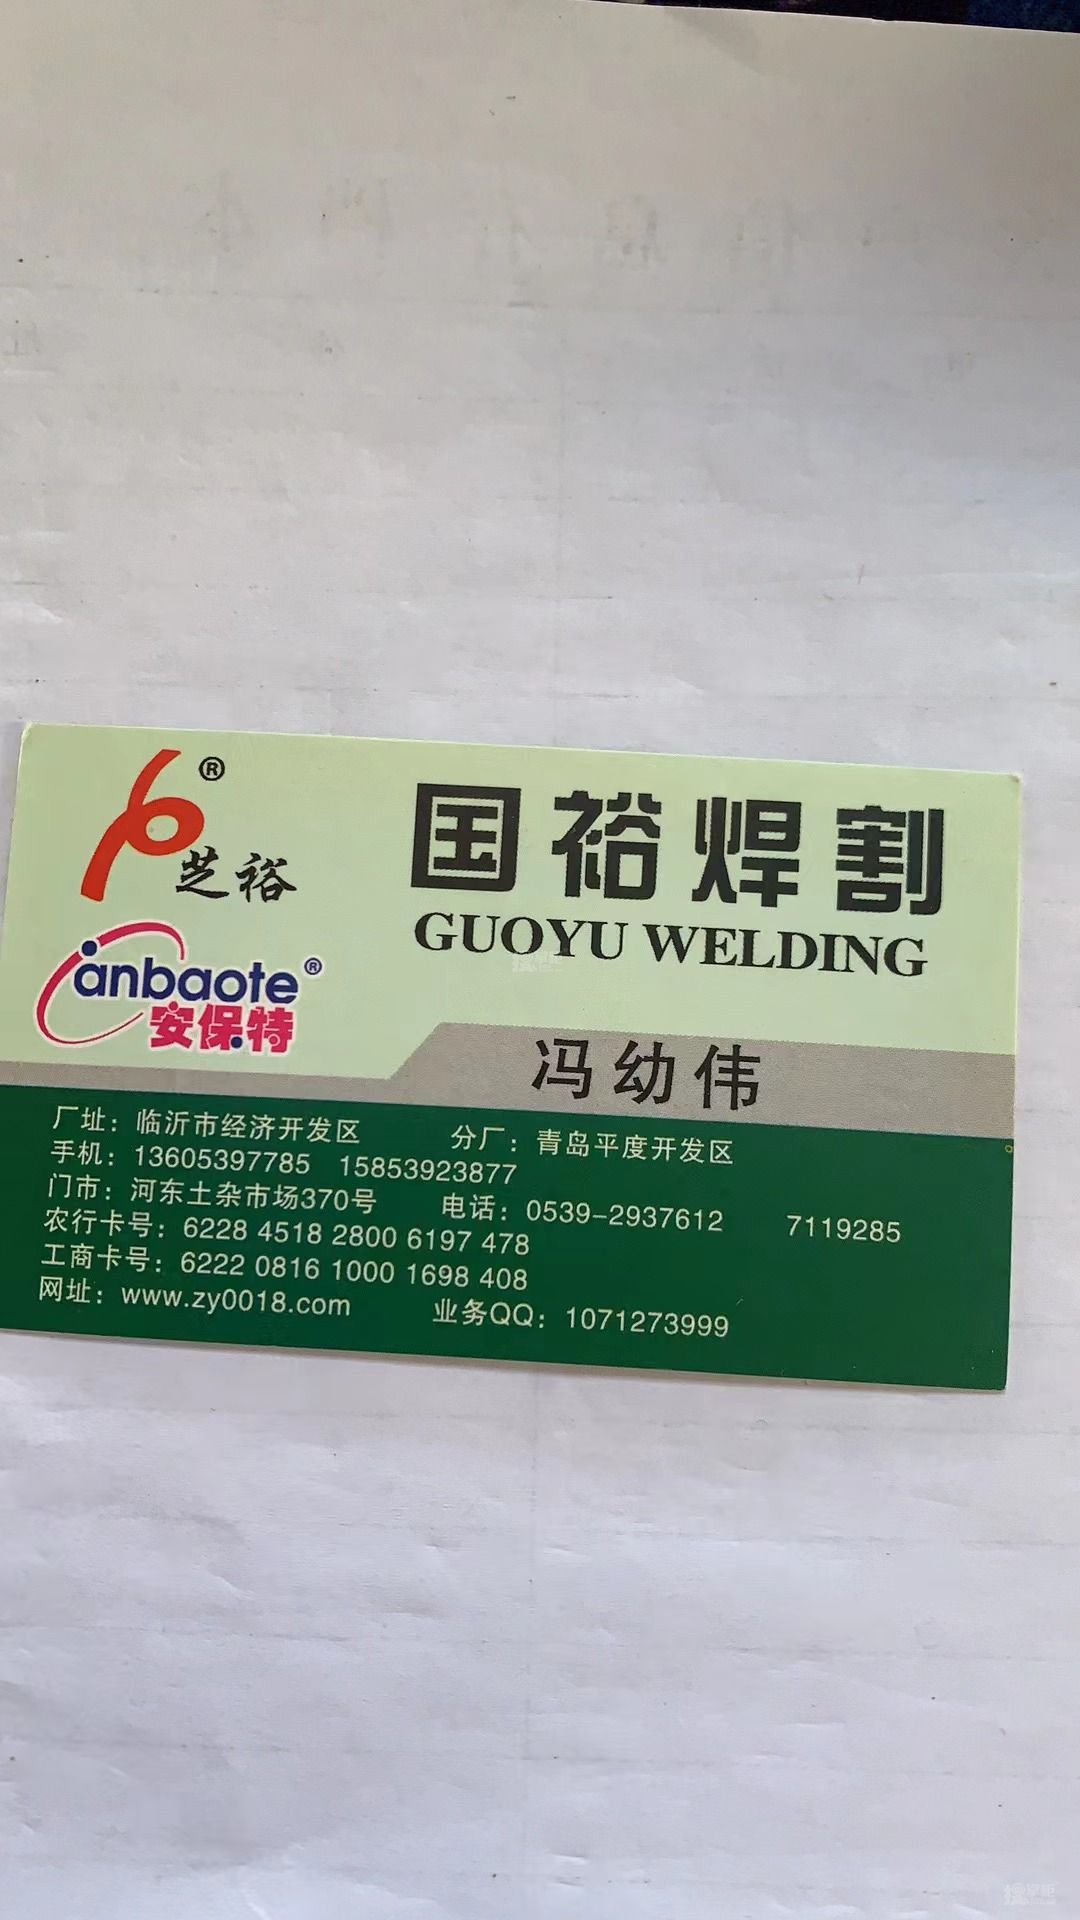 ®
芝裕
国裕焊割
GUOYU WELDING
anbaote®
安保特
冯幼伟
厂址：临沂市经济开发区 分厂：青岛平度开发区
手机：13605397785 15853923877
门市：河东土杂市场370号 电话：0539-2937612 7119285
农行卡号：6228 4518 2800 6197 478
工商卡号：6222 0816 1000 1698 408
网址：www.zy0018.com 业务QQ：1071273999